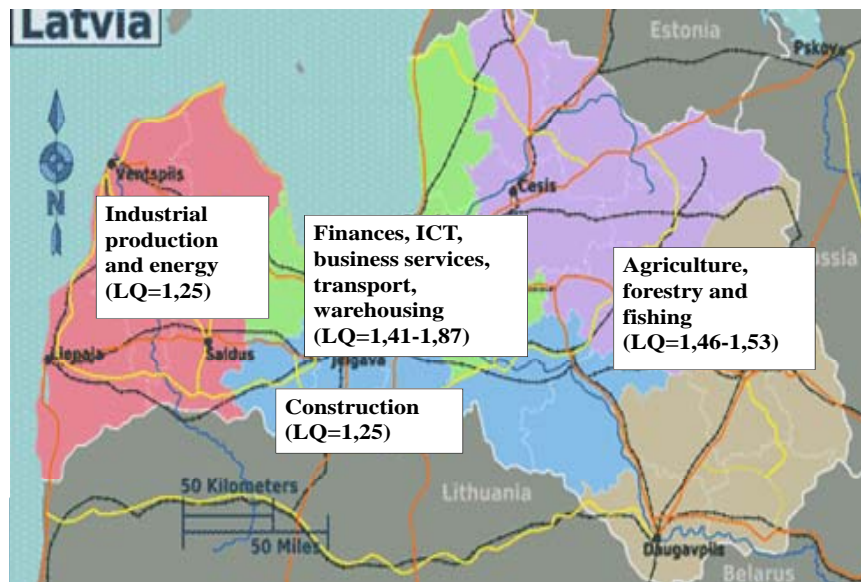 Latvia
Estonia
Pskov
Ventspils
N
Cesis
Industrial
production
and energy
(LQ=1,25)
Finances, ICT,
business services,
transport,
warehousing
(LQ=1,41-1,87)
Agriculture,
forestry and
fishing
(LQ=1,46-1,53)
Liepaja
Saldus
Jelgava
Construction
(LQ=1,25)
50 Kilometers
50 Miles
Lithuania
Daugavpils
Belarus